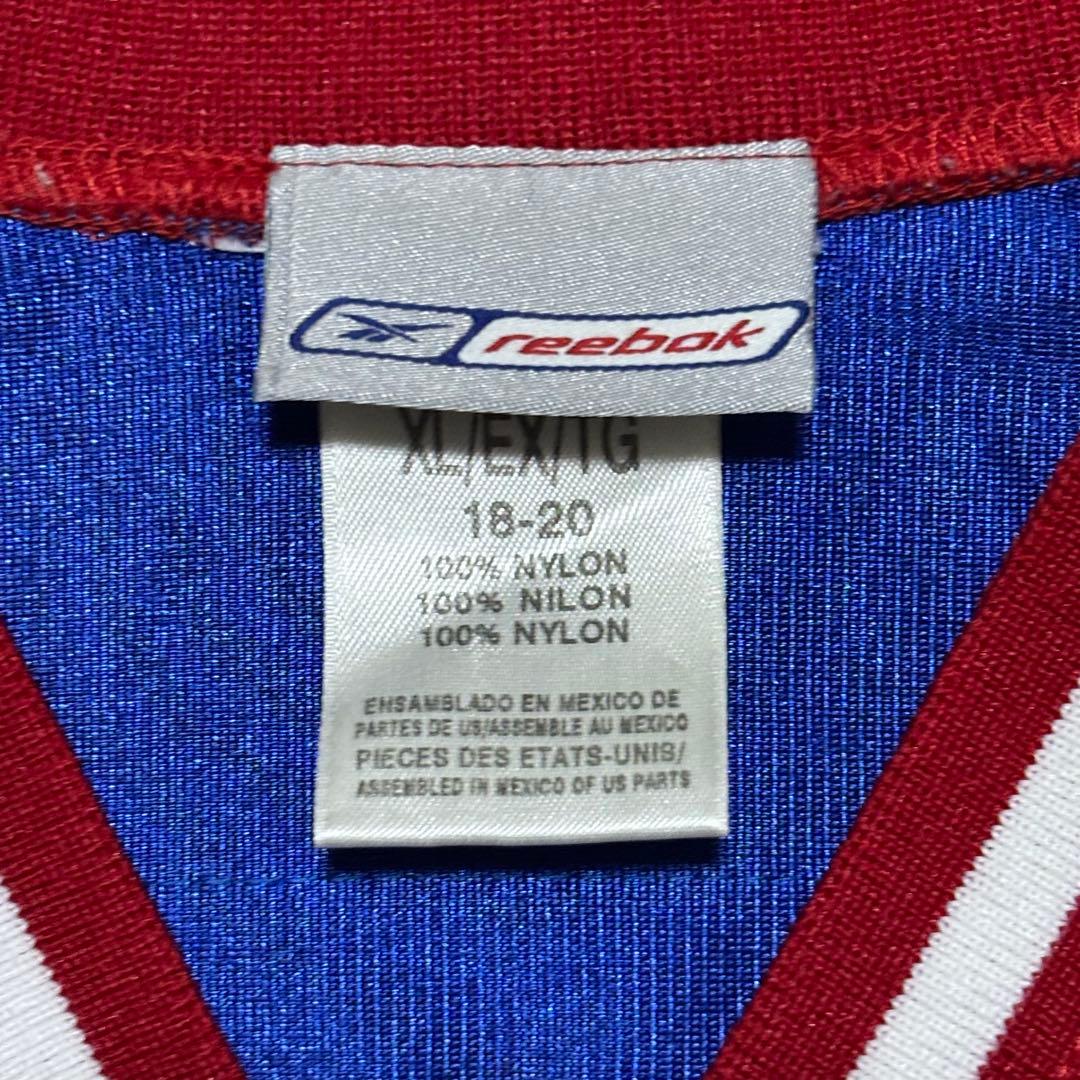 reebok
XL/EX/TG
18-20
100% NYLON
100% NILON
100% NYLON
ENSAMBLADO EN MEXICO DE
PARTES DE US/ASSEMBLE AU MEXICO
PIECES DES ETATS-UNIS/
ASSEMBLED IN MEXICO OF US PARTS